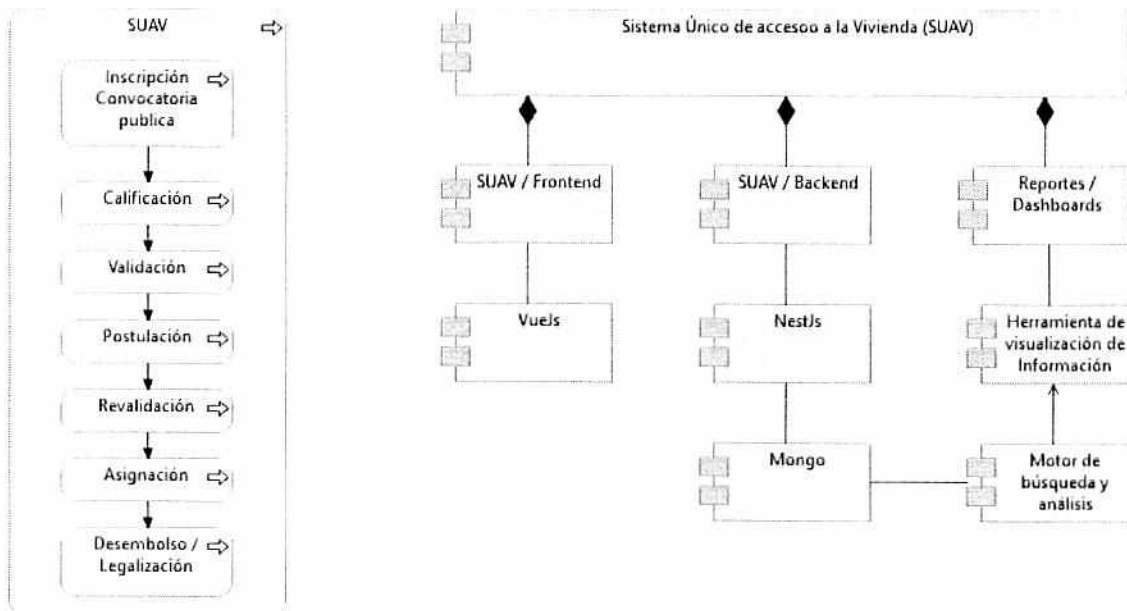 SUAV
Inscripción
Convocatoria
publica
Calificación
Validación
Postulación
Revalidación
Asignación
Desembolso /
Legalización
Sistema Único de accesoo a la Vivienda (SUAV)
SUAV / Frontend
SUAV / Backend
Reportes /
Dashboards
VueJs
NestJs
Herramienta de
visualización de
Información
Mongo
Motor de
búsqueda y
análisis